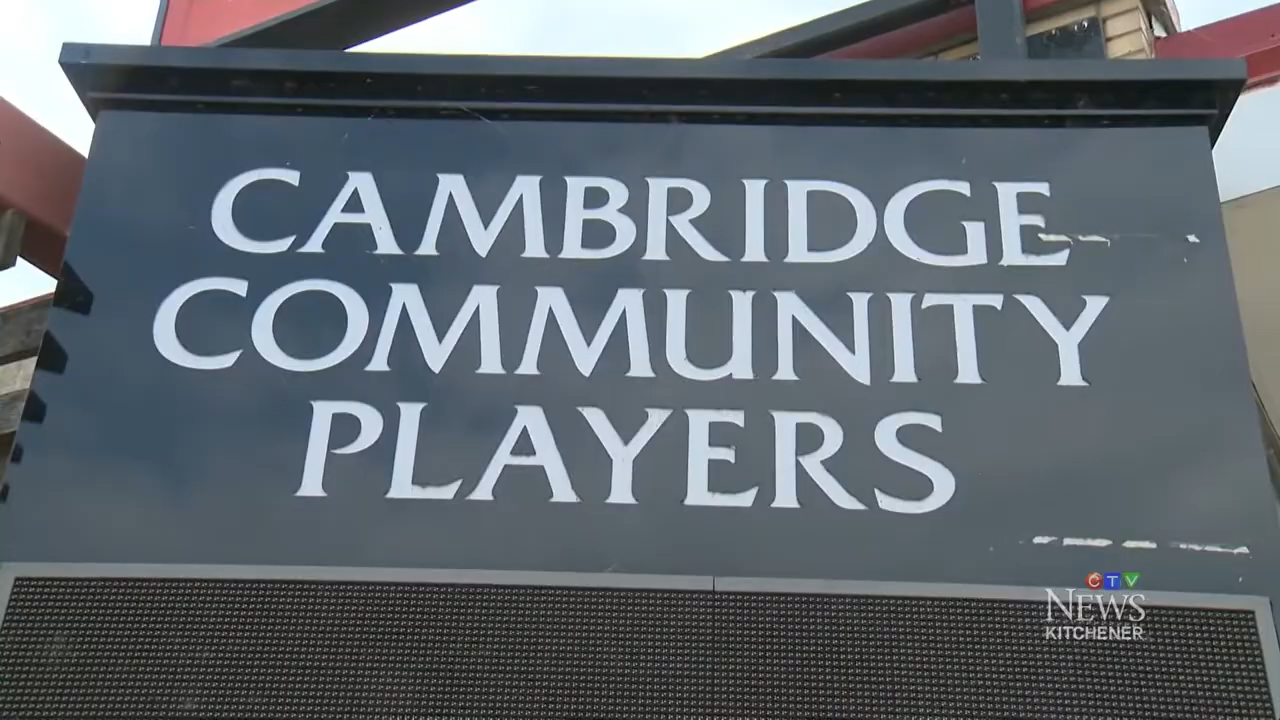 CAMBRIDGE
COMMUNITY
PLAYERS
CTV
NEWS
KITCHENER